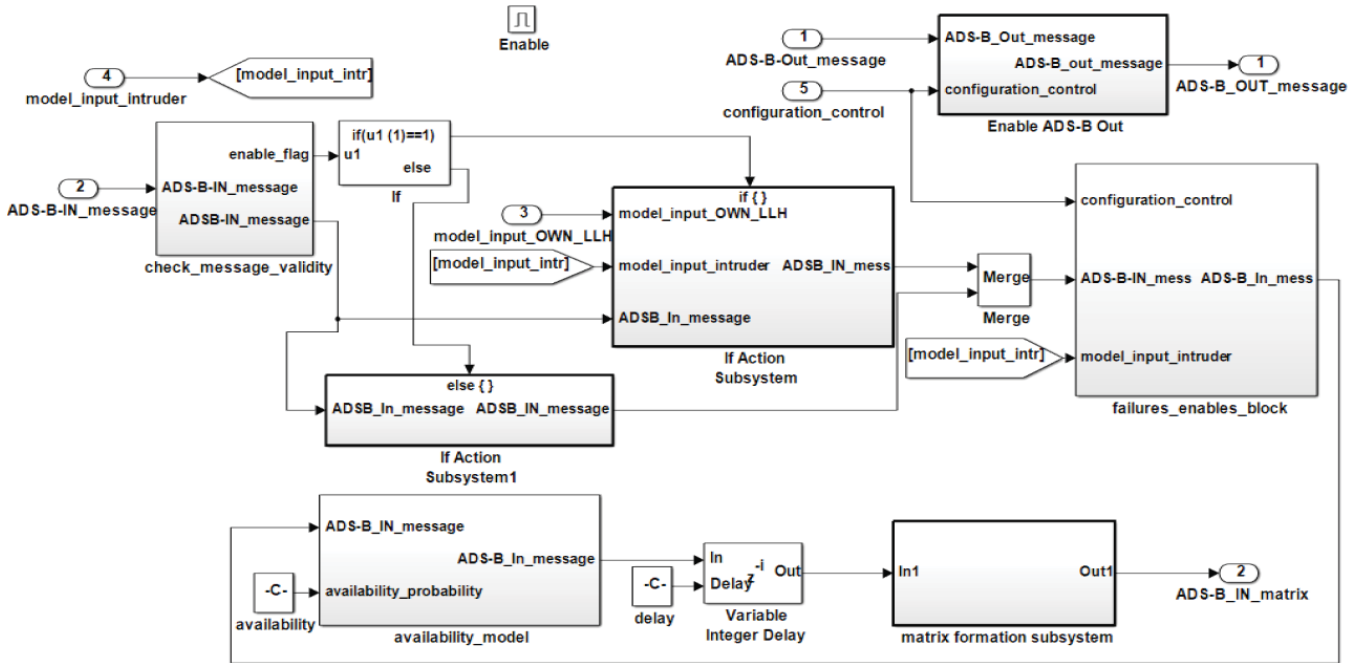 Enable
1
ADS-B-Out_message
5
configuration_control
ADS-B_Out_message
ADS-B_out_message
configuration_control
Enable ADS-B Out
1
ADS-B_OUT_message
4
model_input_intruder
[model_input_intr]
2
ADS-B-IN_message
enable_flag
ADS-B-IN_message
ADSB-IN_message
check_message_validity
if(u1 (1)==1)
u1
else
If
3
model_input_OWN_LLH
[model_input_intr]
if { }
model_input_OWN_LLH
model_input_intruder
ADSB_IN_mess
ADSB_In_message
If Action
Subsystem
else { }
ADSB_In_message
ADSB_IN_message
If Action
Subsystem1
Merge
Merge
[model_input_intr]
configuration_control
ADS-B-IN_mess
ADS-B_In_mess
model_input_intruder
failures_enables_block
-C-
availability
ADS-B_IN_message
ADS-B_In_message
availability_probability
availability_model
-C-
delay
In
Delay
z
-i
Out
Variable
Integer Delay
In1
Out1
matrix formation subsystem
2
ADS-B_IN_matrix